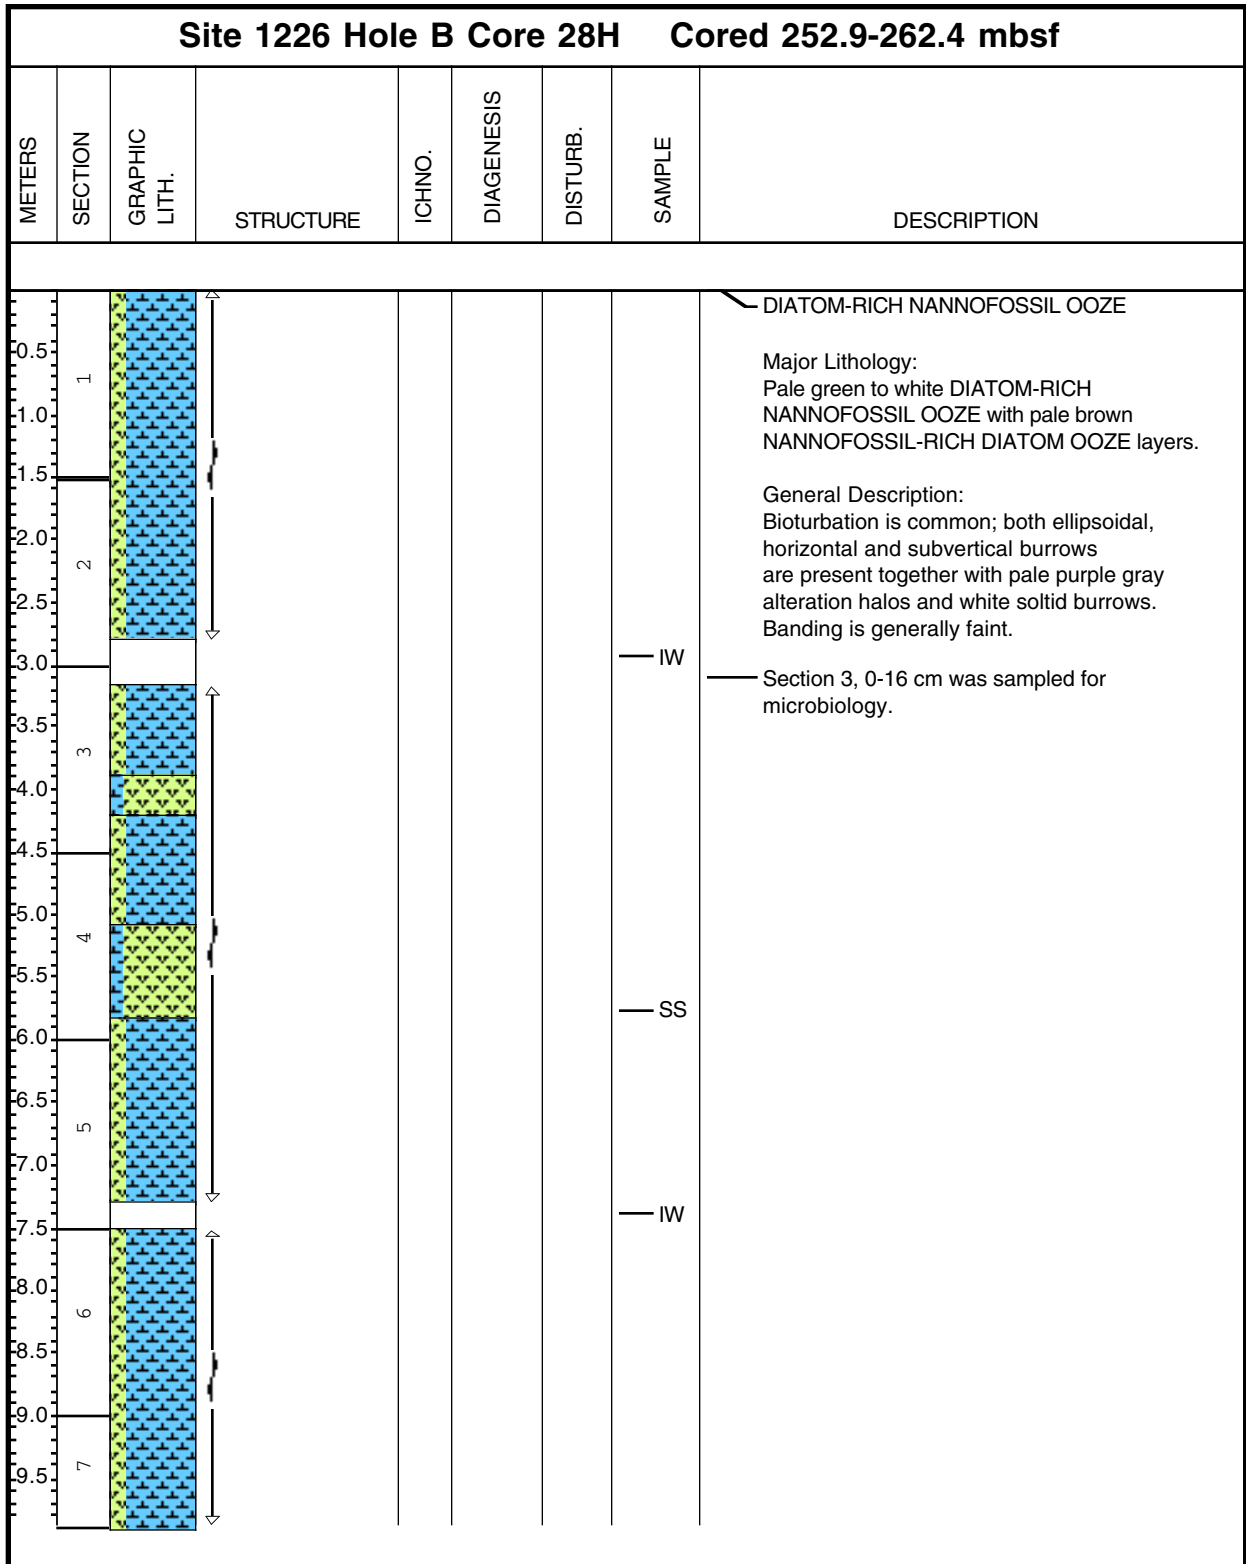 Site 1226 Hole B Core 28H Cored 252.9-262.4 mbsf
METERS
SECTION
GRAPHIC
LITH.
STRUCTURE
ICHNO.
DIAGENESIS
DISTURB.
SAMPLE
DESCRIPTION
DIATOM-RICH NANNOFOSSIL OOZE
0.5
1
Major Lithology:
Pale green to white DIATOM-RICH
1.0
NANNOFOSSIL OOZE with pale brown
NANNOFOSSIL-RICH DIATOM OOZE layers.
1.5
General Description:
Bioturbation is common; both ellipsoidal,
2.0
horizontal and subvertical burrows
2
are present together with pale purple gray
2.5
alteration halos and white soltid burrows.
Banding is generally faint.
3.0
IW
Section 3, 0-16 cm was sampled for
microbiology.
3.5
3
4.0
4.5
5.0
4
5.5
SS
6.0
6.5
5
7.0
IW
7.5
8.0
6
8.5
9.0
7
9.5